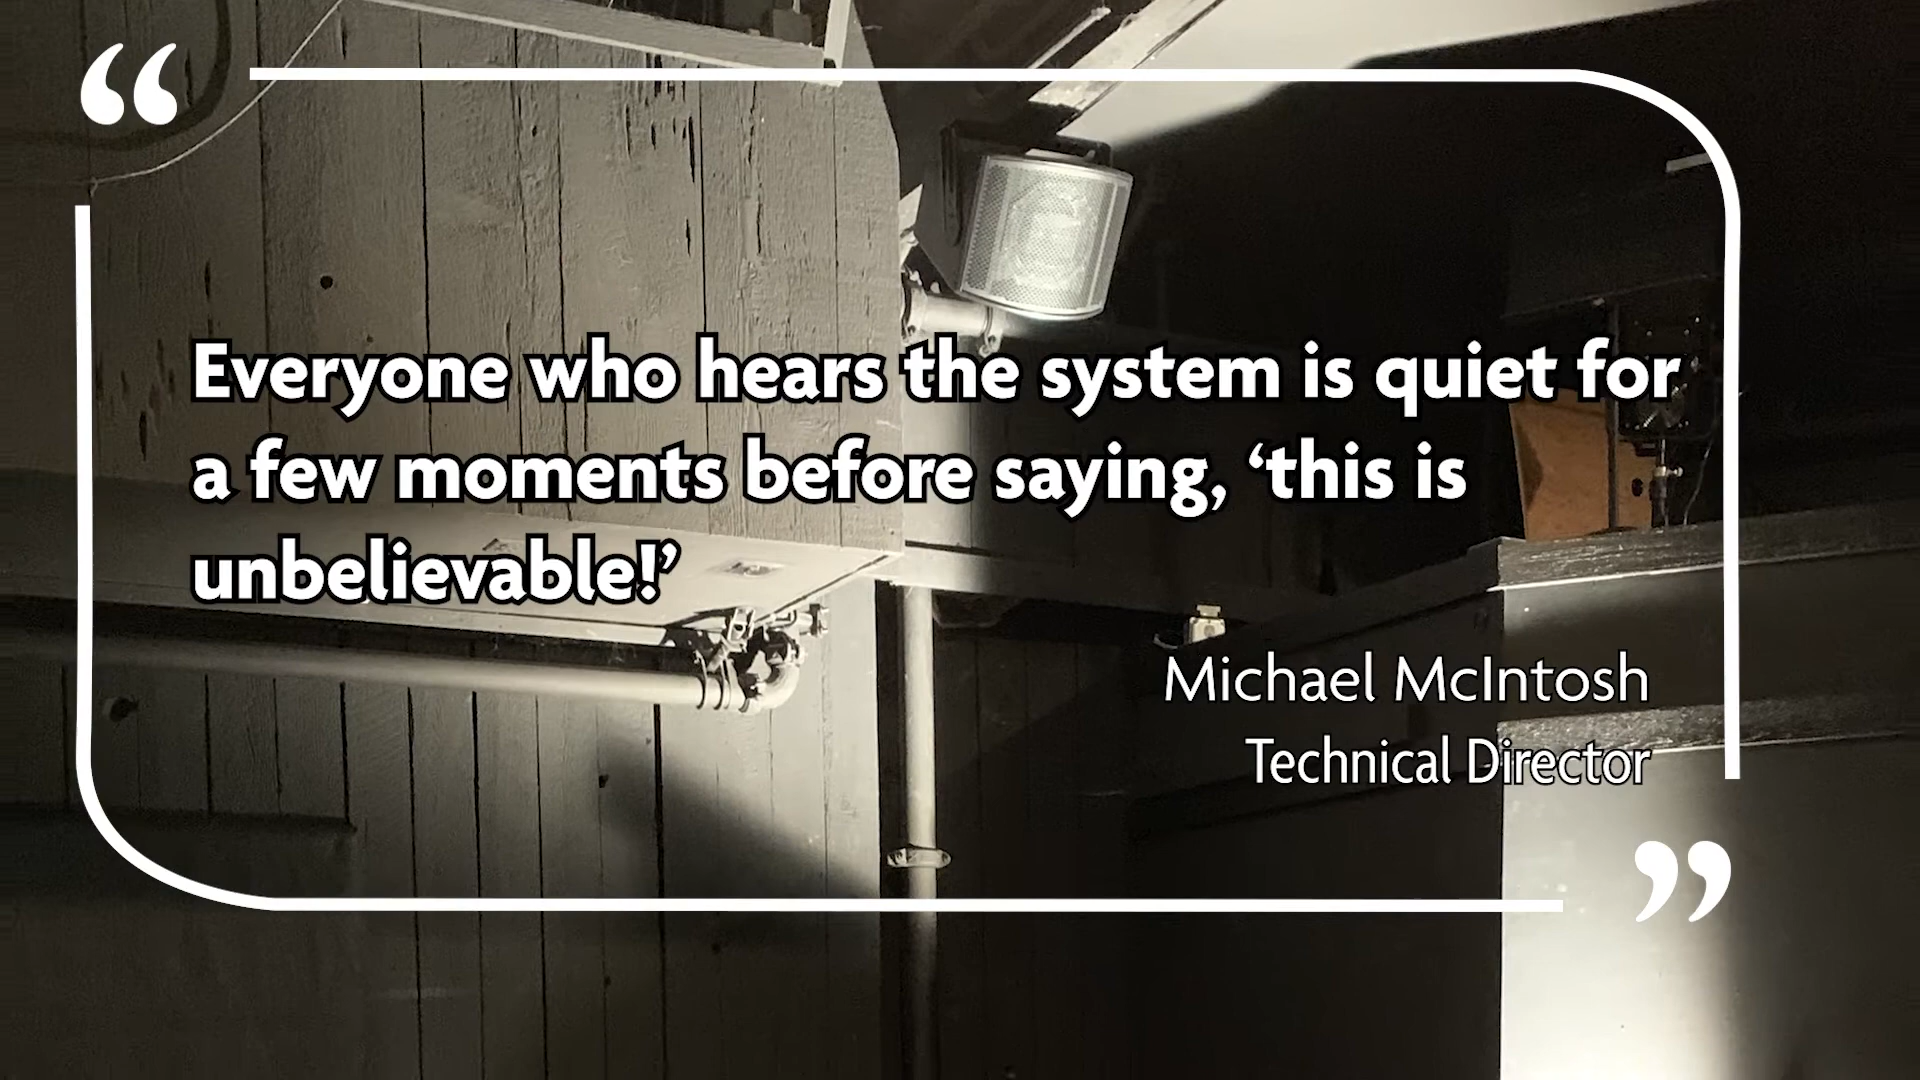 “
Everyone who hears the system is quiet for
a few moments before saying, ‘this is
unbelievable!’
Michael McIntosh
Technical Director
”